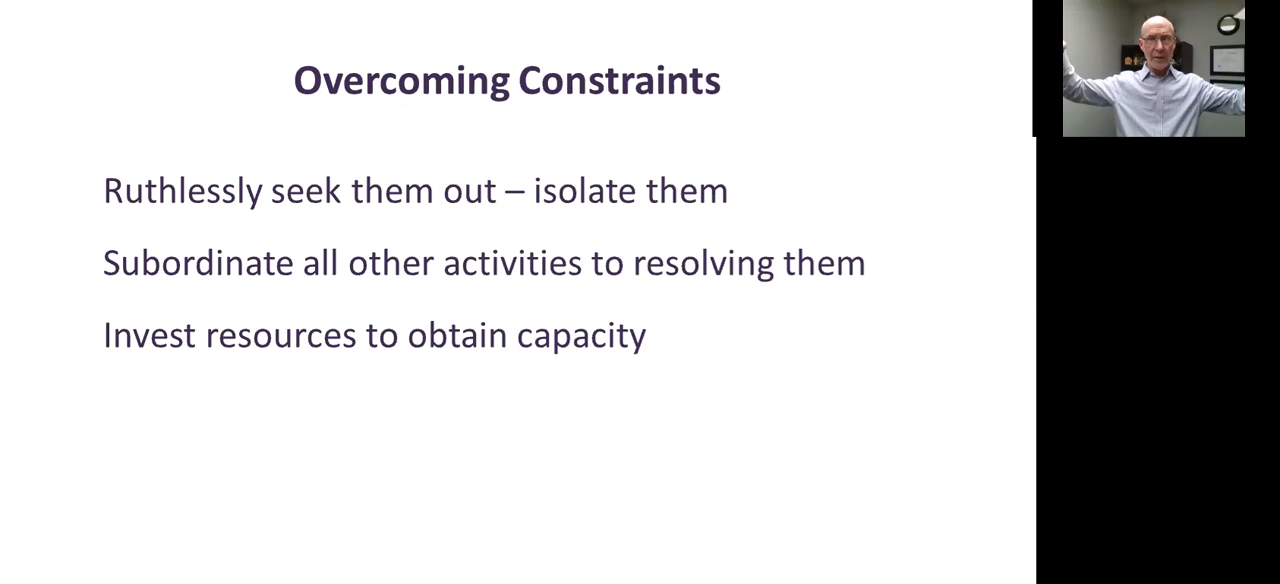 Overcoming Constraints
Ruthlessly seek them out – isolate them
Subordinate all other activities to resolving them
Invest resources to obtain capacity